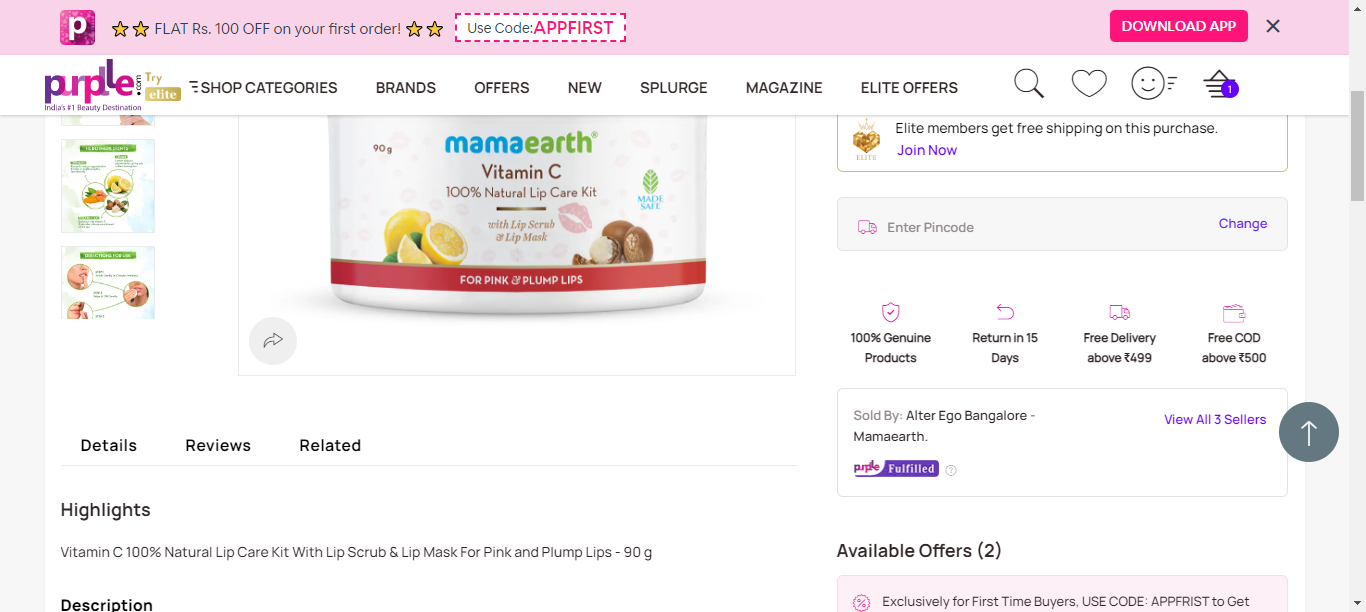 FLAT Rs. 100 OFF on your first order!
Use Code:APPFIRST
DOWNLOAD APP
purplle.com
India's #1 Beauty Destination
Try
elite
SHOP CATEGORIES
BRANDS
OFFERS
NEW
SPLURGE
MAGAZINE
ELITE OFFERS
1
90 g
mamaearth®
Vitamin C
100% Natural Lip Care Kit
with Lip Scrub
& Lip Mask
MADE
SAFE
FOR PINK & PLUMP LIPS
DIRECTIONS FOR USE
ELITE
Elite members get free shipping on this purchase.
Join Now
Enter Pincode
Change
100% Genuine
Products
Return in 15
Days
Free Delivery
above ₹499
Free COD
above ₹500
Sold By: Alter Ego Bangalore -
Mamaearth.
View All 3 Sellers
purplle Fulfilled
Details
Reviews
Related
Highlights
Vitamin C 100% Natural Lip Care Kit With Lip Scrub & Lip Mask For Pink and Plump Lips - 90 g
Description
Available Offers (2)
Exclusively for First Time Buyers, USE CODE: APPFRIST to Get